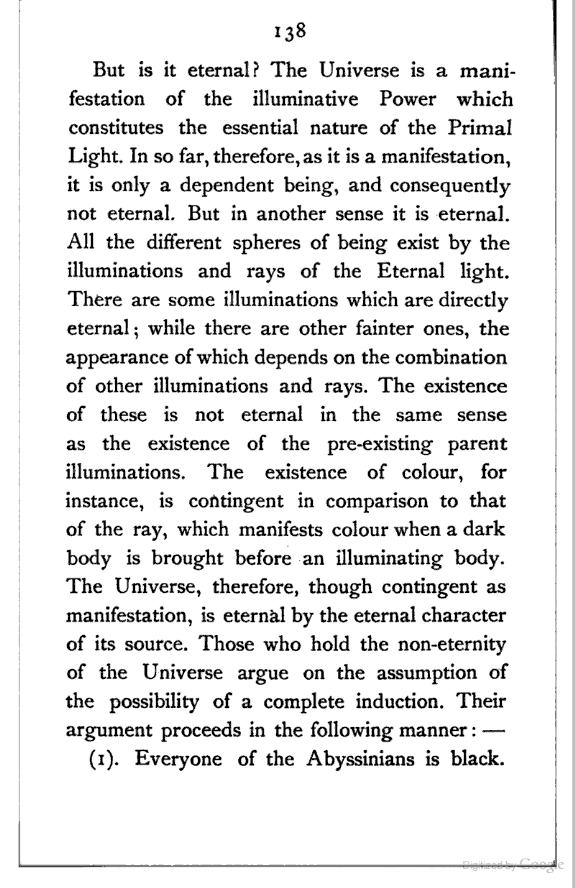 138
But is it eternal? The Universe is a mani-
festation of the illuminative Power which
constitutes the essential nature of the Primal
Light. In so far, therefore, as it is a manifestation,
it is only a dependent being, and consequently
not eternal. But in another sense it is eternal.
All the different spheres of being exist by the
illuminations and rays of the Eternal light.
There are some illuminations which are directly
eternal; while there are other fainter ones, the
appearance of which depends on the combination
of other illuminations and rays. The existence
of these is not eternal in the same sense
as the existence of the pre-existing parent
illuminations. The existence of colour, for
instance, is contingent in comparison to that
of the ray, which manifests colour when a dark
body is brought before an illuminating body.
The Universe, therefore, though contingent as
manifestation, is eternal by the eternal character
of its source. Those who hold the non-eternity
of the Universe argue on the assumption of
the possibility of a complete induction. Their
argument proceeds in the following manner: —
(1). Everyone of the Abyssinians is black.
Digitized by Google